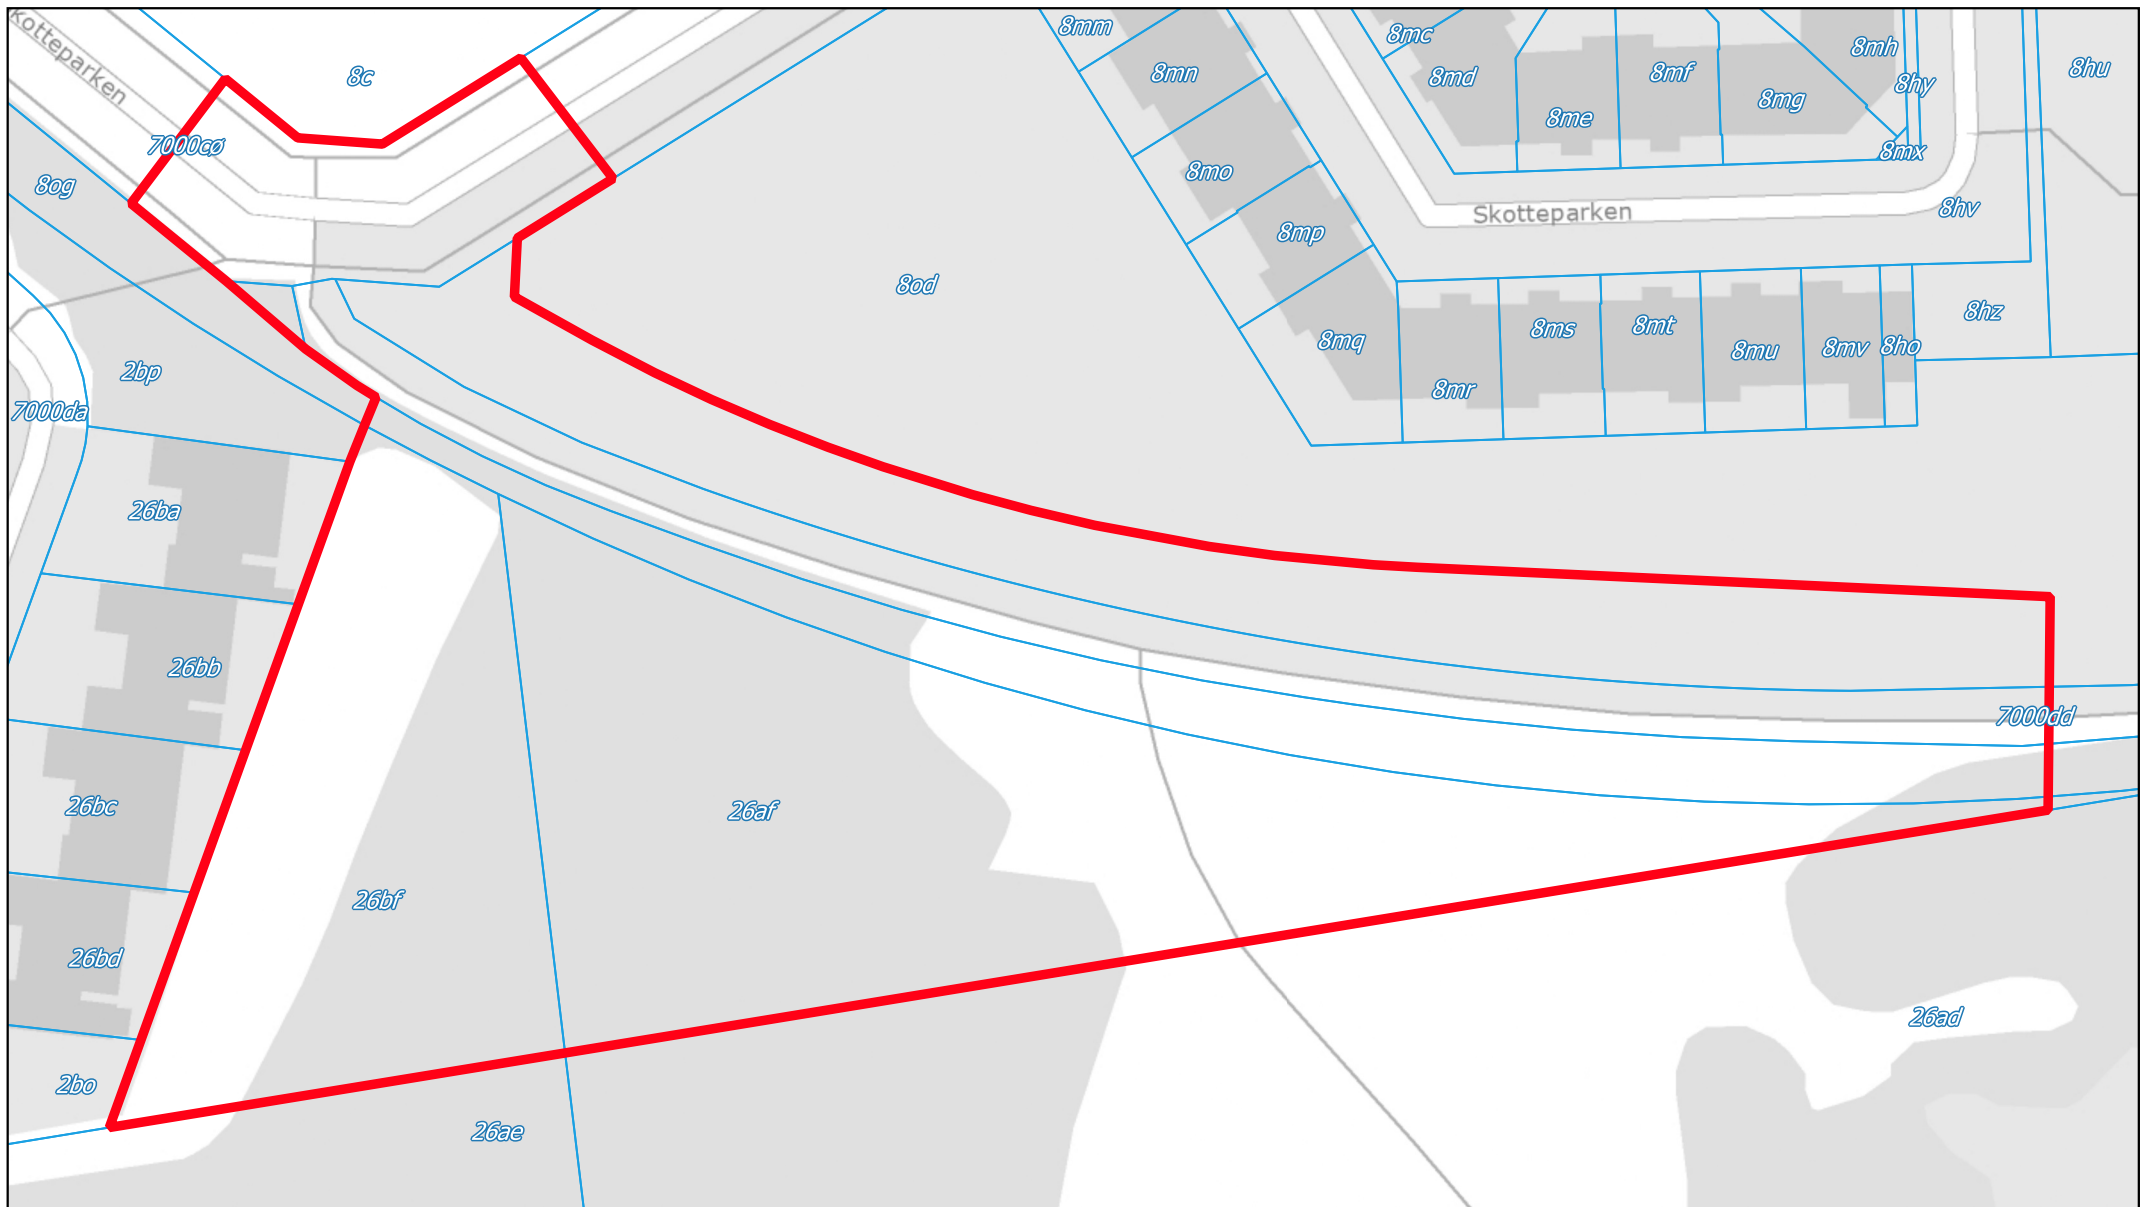 8mm
8mc
8mh
8hu
kotteparken
8c
8mn
8md
8mf
8hy
8mg
8me
7000cø
8mx
8og
8mo
Skotteparken
8hv
8mp
8od
8hz
8mq
8ms
8mt
8mu
8mv
8ho
2bp
8mr
7000da
26ba
26bb
7000dd
26bc
26af
26bf
26bd
26ad
2bo
26ae